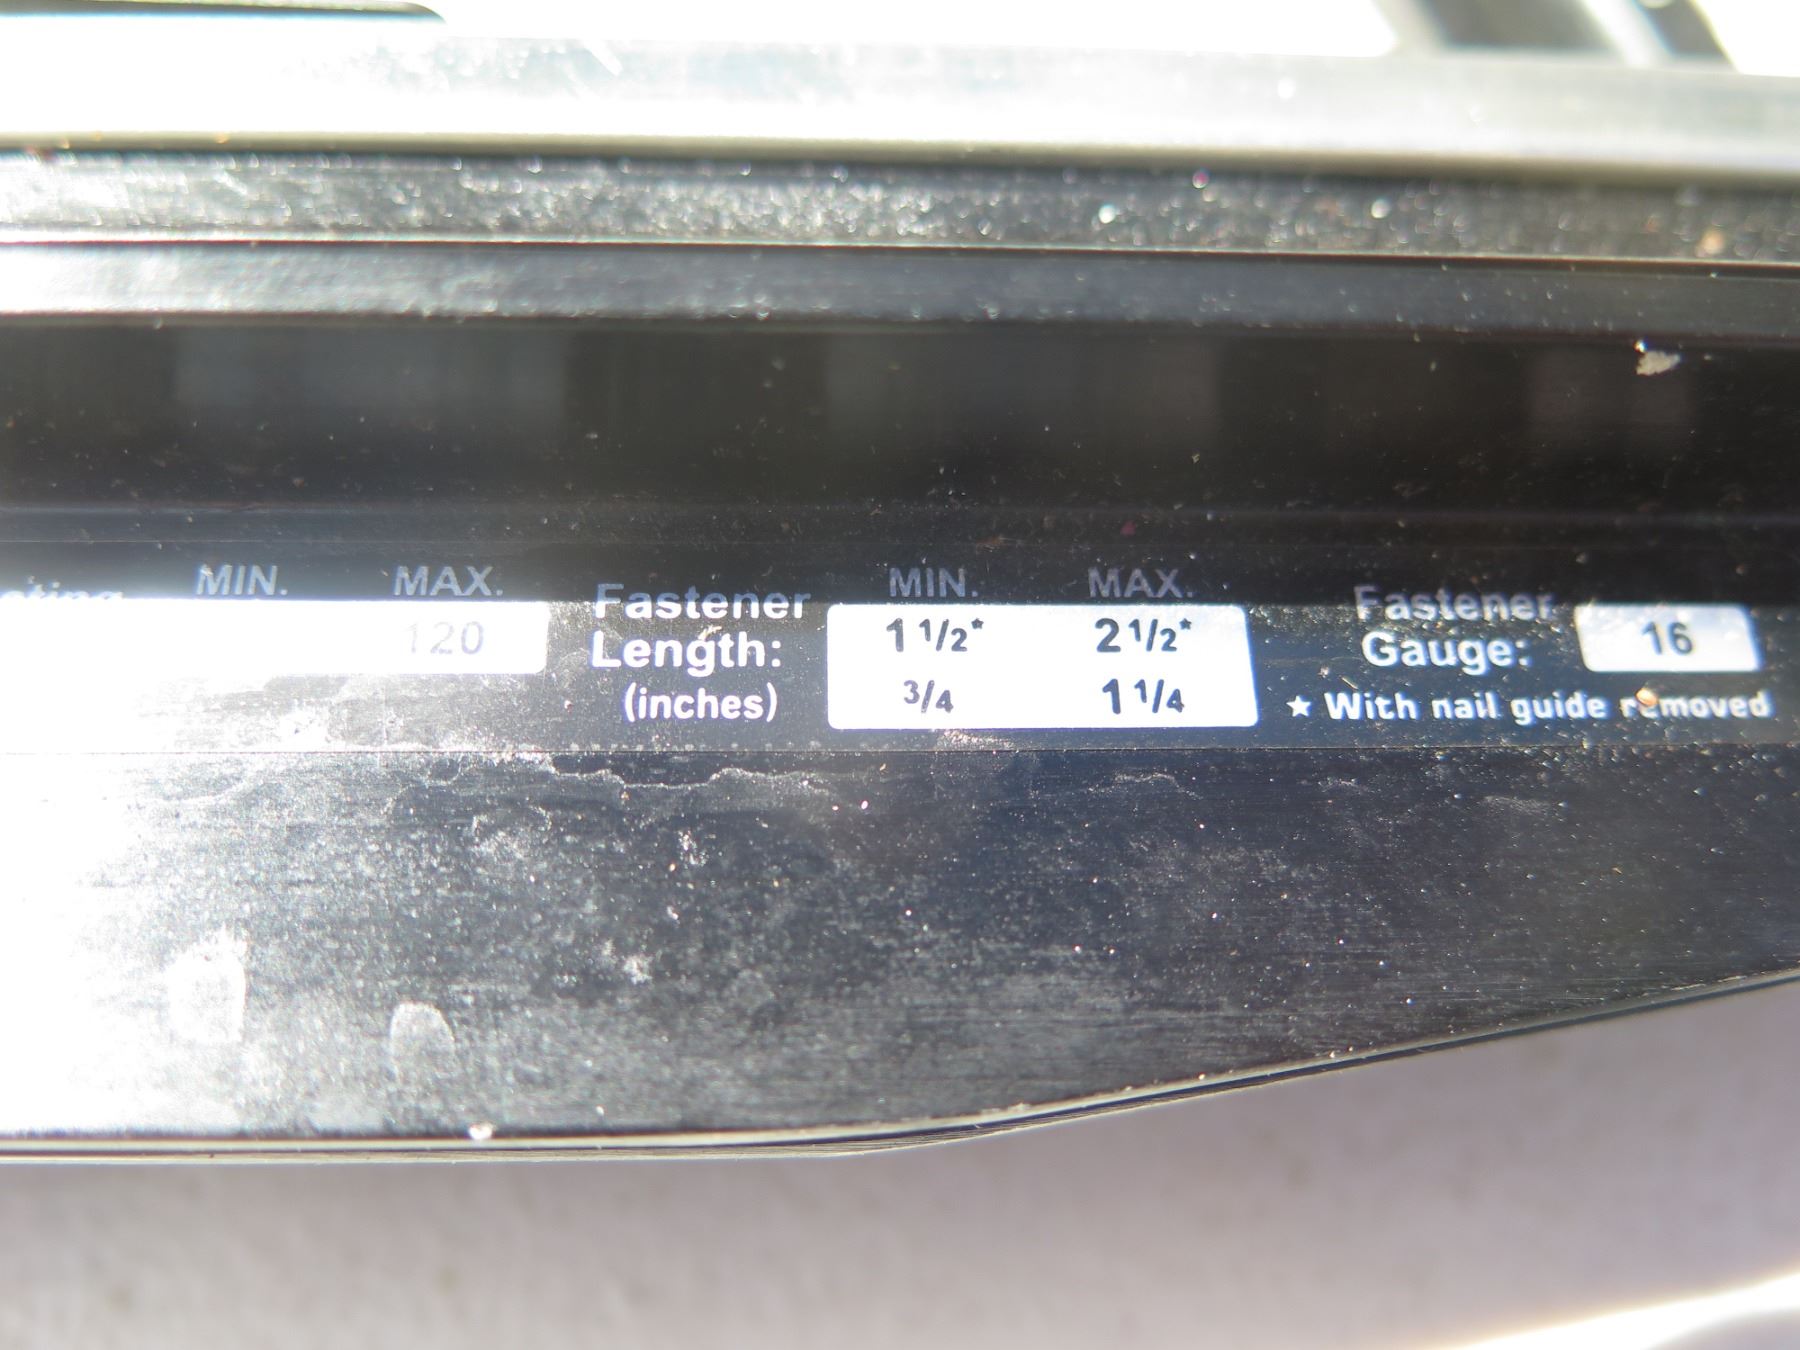 MIN. MAX.
120
Fastener
Length:
(inches)
MIN. MAX.
1 1/2* 2 1/2*
3/4 1 1/4
Fastener
Gauge: 16
★ With nail guide removed